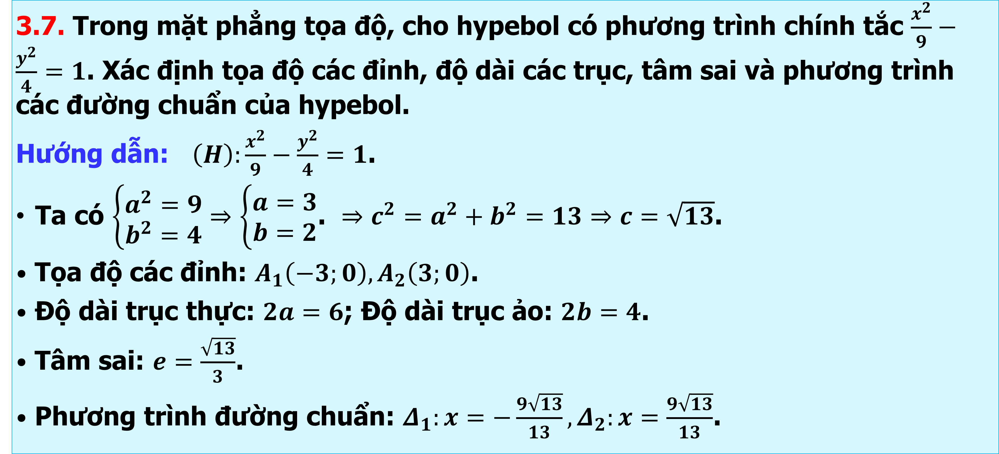 3.7. Trong mặt phẳng tọa độ, cho hypebol có phương trình chính tắc $\frac{x^2}{9} -$
$\frac{y^2}{4} = 1$. Xác định tọa độ các đỉnh, độ dài các trục, tâm sai và phương trình
các đường chuẩn của hypebol.
Hướng dẫn: $(H): \frac{x^2}{9} - \frac{y^2}{4} = 1.$
• Ta có $\begin{cases} a^2 = 9 \\ b^2 = 4 \end{cases} \Rightarrow \begin{cases} a = 3 \\ b = 2 \end{cases}. \Rightarrow c^2 = a^2 + b^2 = 13 \Rightarrow c = \sqrt{13}.$
• Tọa độ các đỉnh: $A_1(-3; 0), A_2(3; 0).$
• Độ dài trục thực: $2a = 6$; Độ dài trục ảo: $2b = 4.$
• Tâm sai: $e = \frac{\sqrt{13}}{3}.$
• Phương trình đường chuẩn: $\Delta_1: x = -\frac{9\sqrt{13}}{13}, \Delta_2: x = \frac{9\sqrt{13}}{13}.$